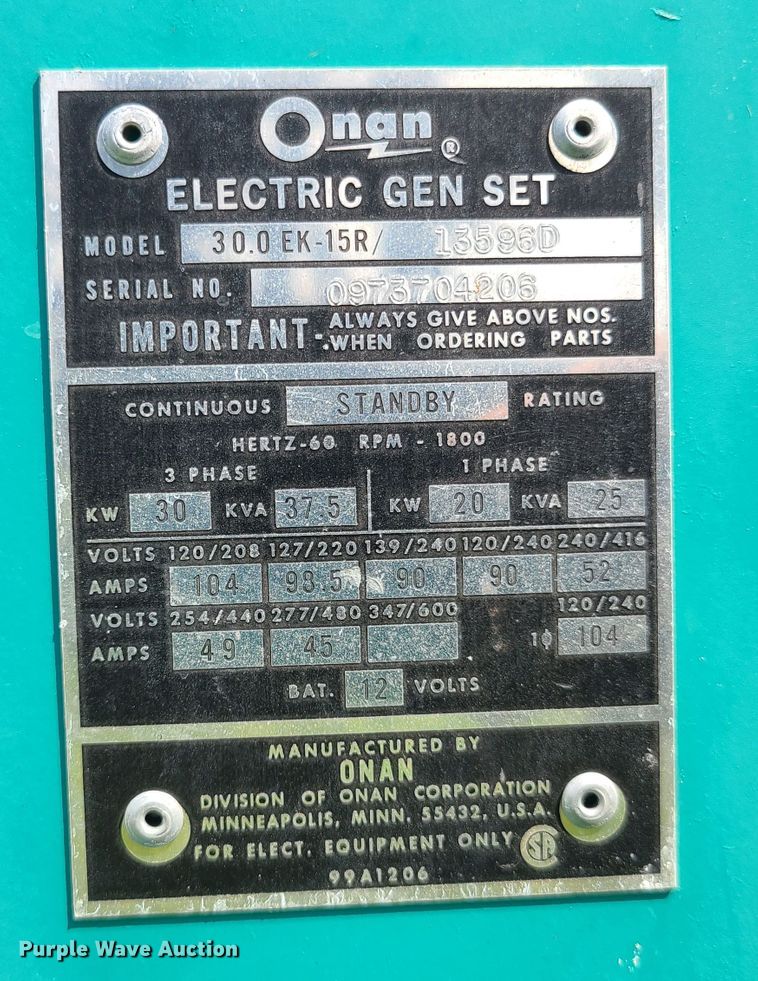 Onan ®
ELECTRIC GEN SET
MODEL 30.0 EK-15R/ 13596D
SERIAL NO. 0973704206
IMPORTANT- ALWAYS GIVE ABOVE NOS.
WHEN ORDERING PARTS
CONTINUOUS STANDBY RATING
HERTZ-60 RPM - 1800
3 PHASE 1 PHASE
KW 30 KVA 37.5 KW 20 KVA 25
VOLTS 120/208 127/220 139/240 120/240 240/416
AMPS 104 98.5 90 90 52
VOLTS 254/440 277/480 347/600 120/240
AMPS 49 45 1Φ 104
BAT. 12 VOLTS
MANUFACTURED BY
ONAN
DIVISION OF ONAN CORPORATION
MINNEAPOLIS, MINN. 55432, U.S.A.
FOR ELECT. EQUIPMENT ONLY SA
99A1206
Purple Wave Auction